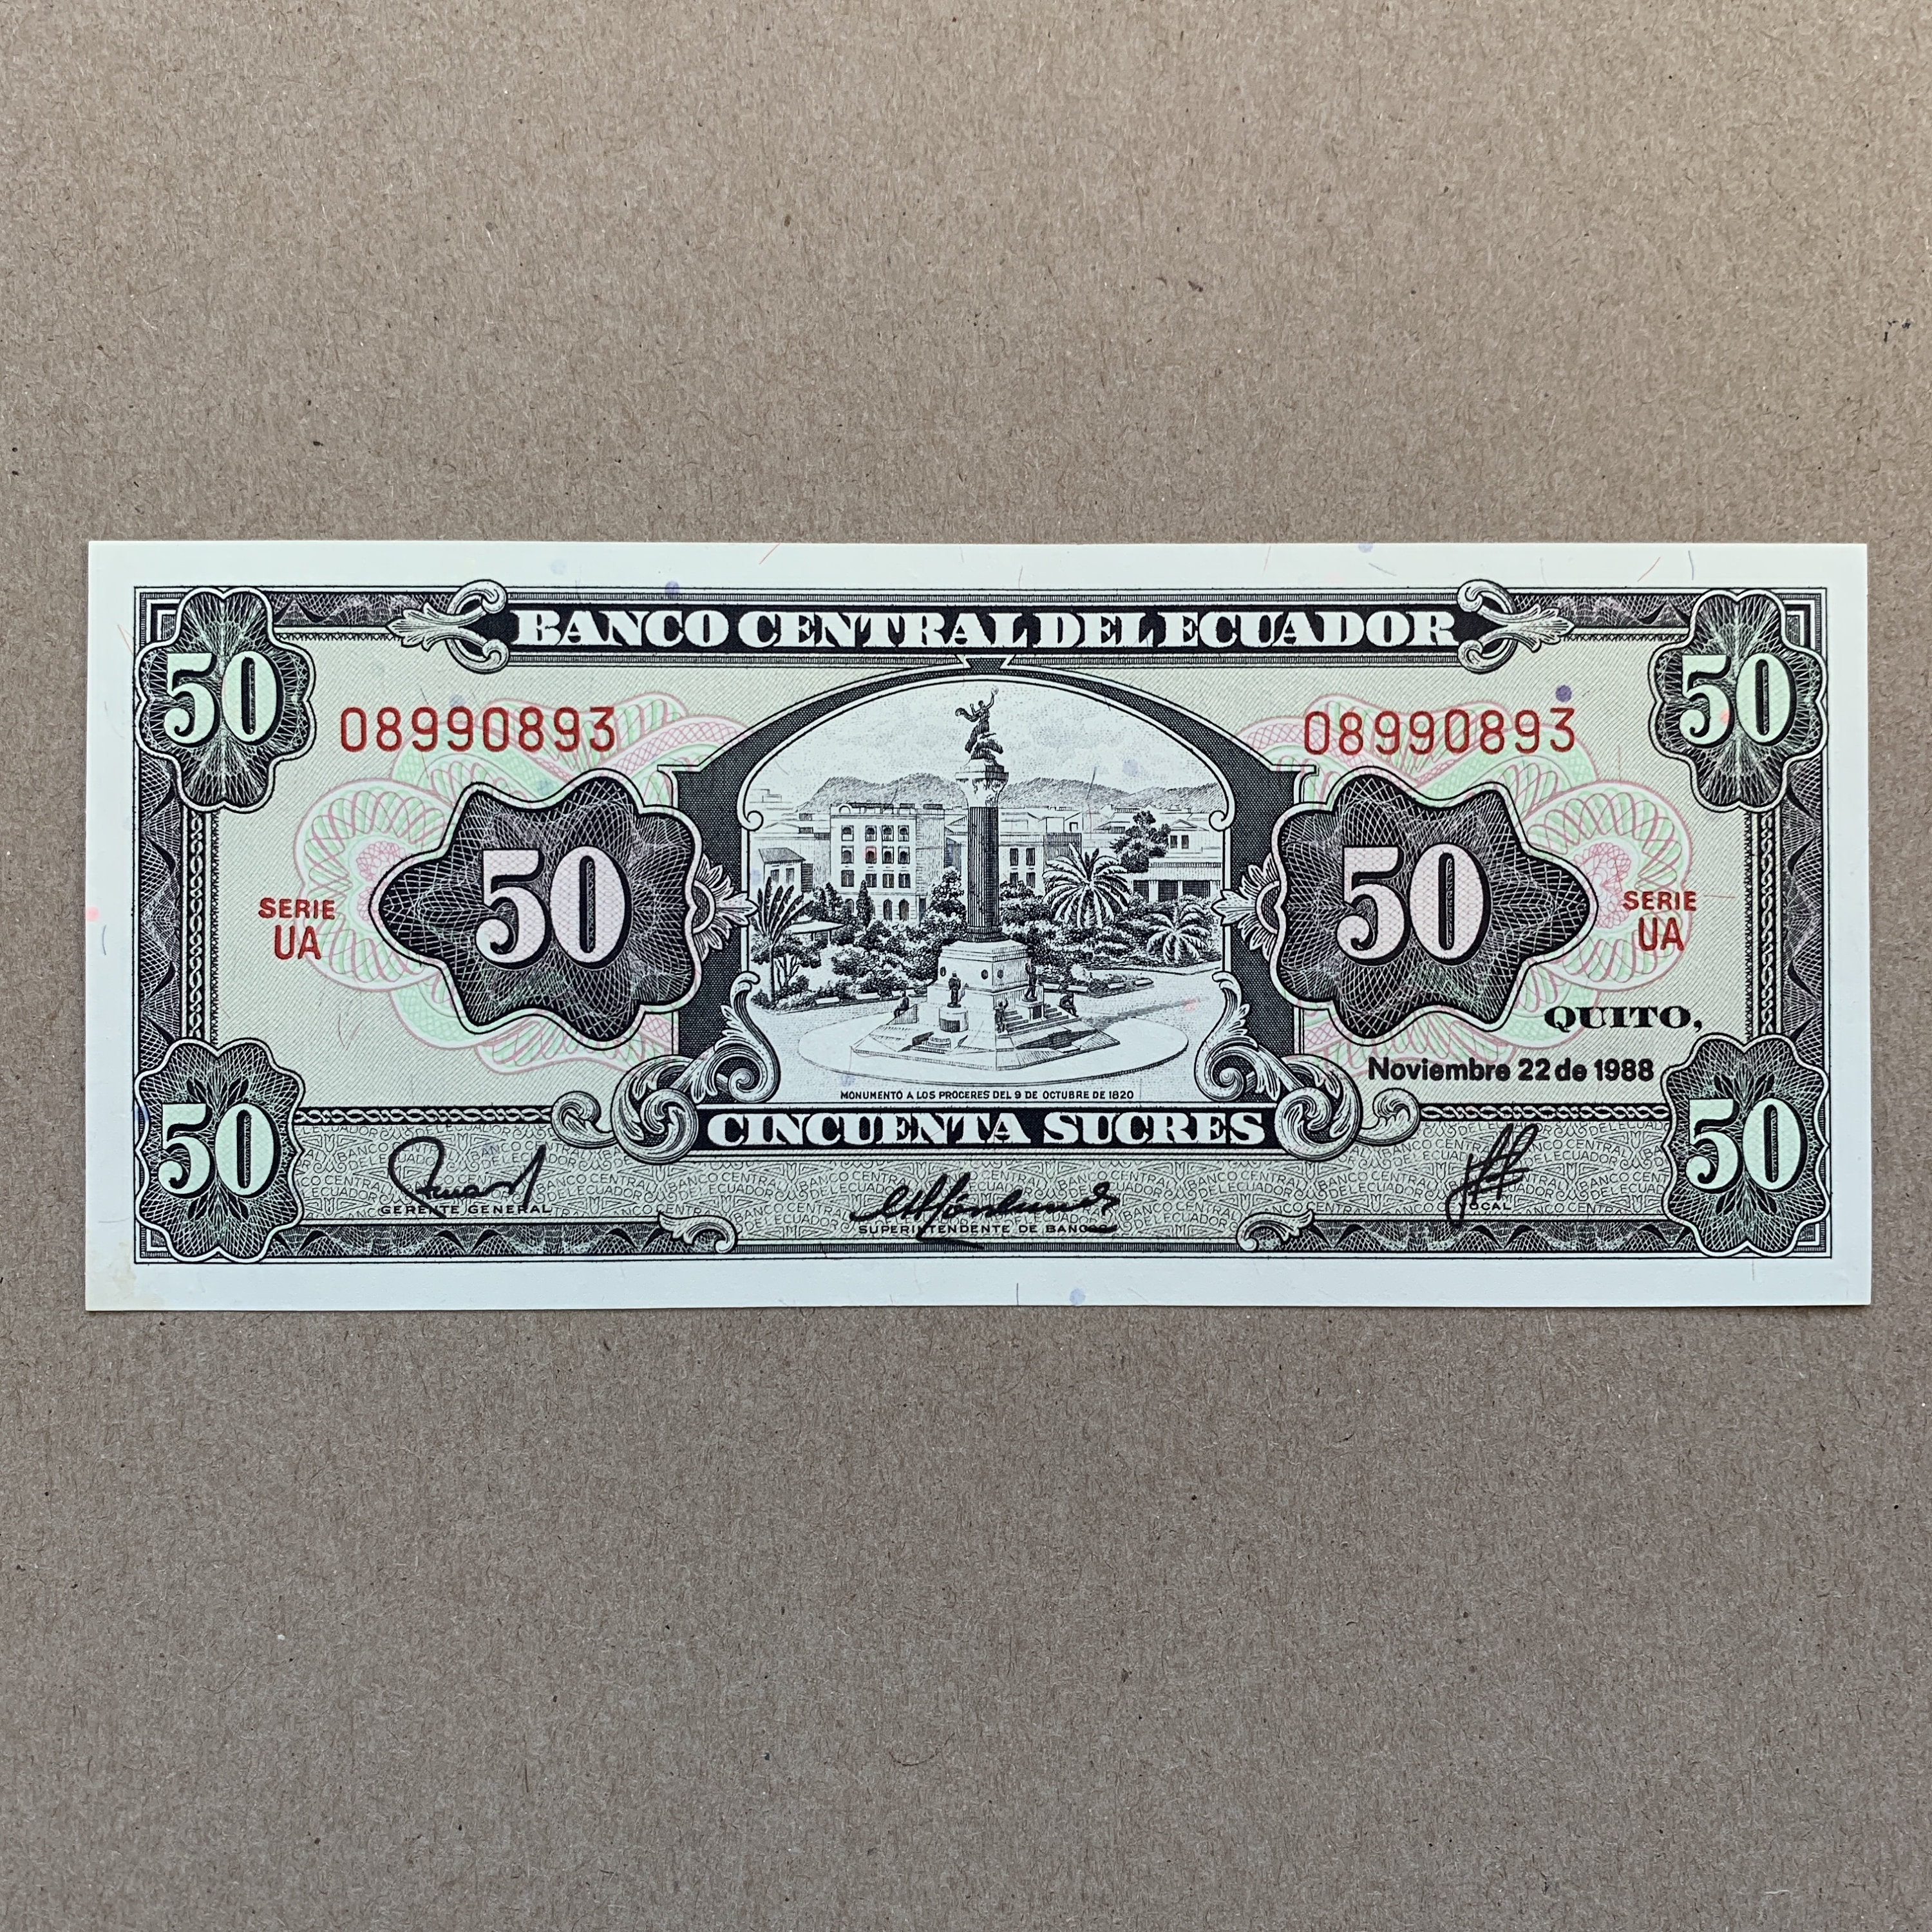 BANCO CENTRAL DEL ECUADOR
50
50
08990893
08990893
50
50
SERIE
UA
SERIE
UA
QUITO,
Noviembre 22 de 1988
MONUMENTO A LOS PROCERES DEL 9 DE OCTUBRE DE 1820
CINCUENTA SUCRES
50
50
GERENTE GENERAL
SUPERINTENDENTE DE BANCOS